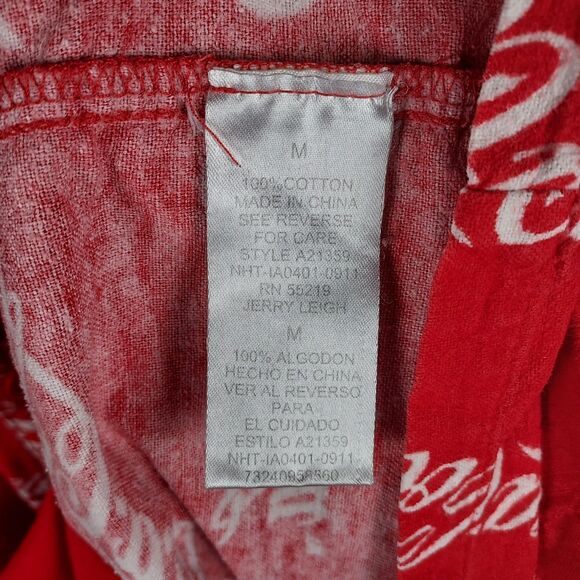 M
100% COTTON
MADE IN CHINA
SEE REVERSE
FOR CARE
STYLE A21359
NHT-IA0401-0911
RN 55219
JERRY LEIGH
M
100% ALGODON
HECHO EN CHINA
VER AL REVERSO
PARA
EL CUIDADO
ESTILO A21359
NHT-IA0401-0911
73240958560